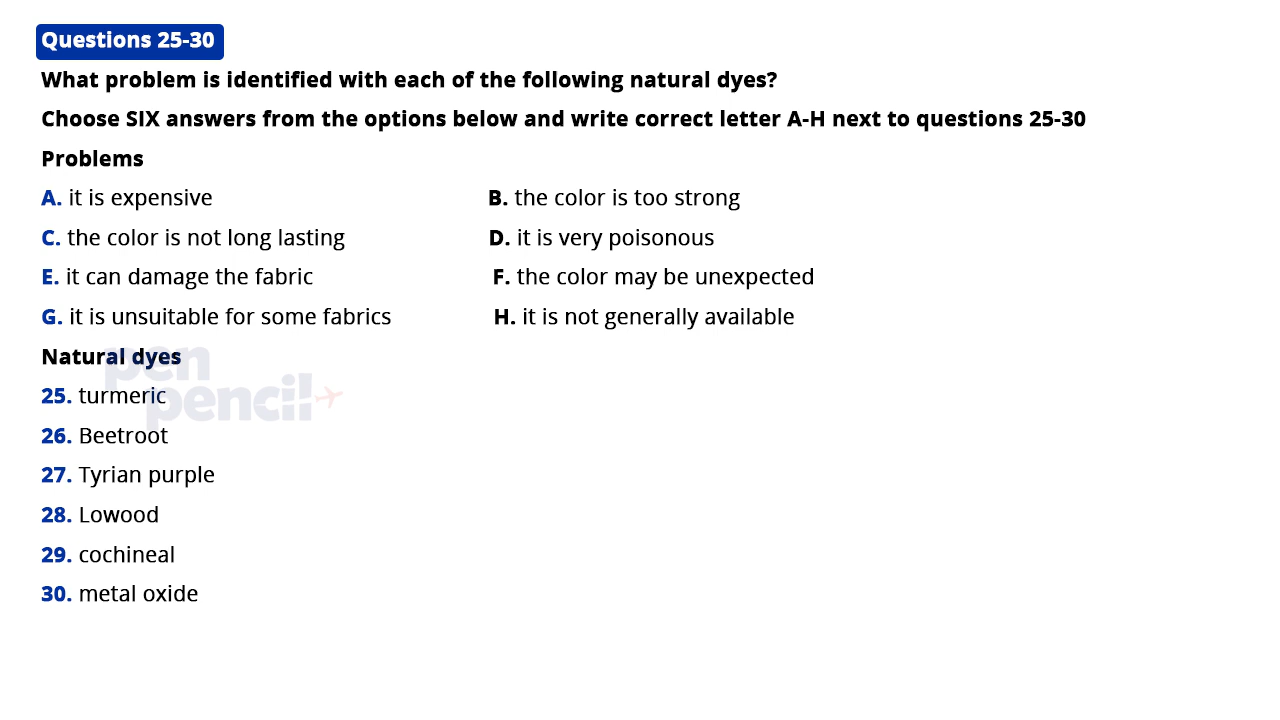 Questions 25-30
What problem is identified with each of the following natural dyes?
Choose SIX answers from the options below and write correct letter A-H next to questions 25-30
Problems
A. it is expensive B. the color is too strong
C. the color is not long lasting D. it is very poisonous
E. it can damage the fabric F. the color may be unexpected
G. it is unsuitable for some fabrics H. it is not generally available
Natural dyes
pen
25. turmeric
pencil
26. Beetroot
27. Tyrian purple
28. Lowood
29. cochineal
30. metal oxide